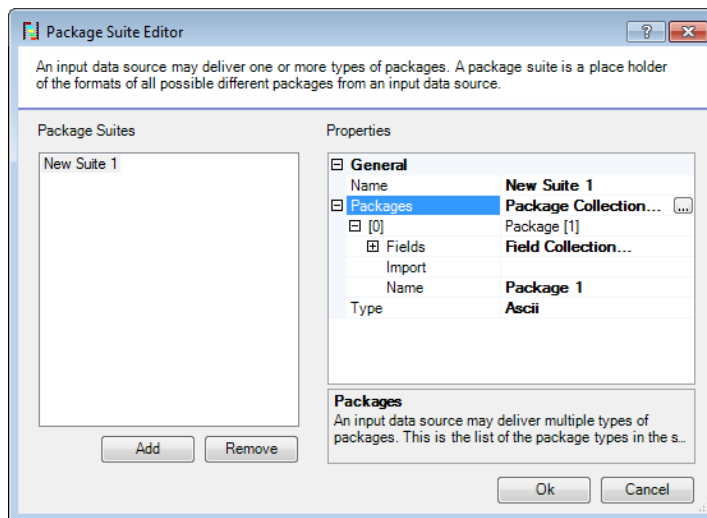 Package Suite Editor
An input data source may deliver one or more types of packages. A package suite is a place holder
of the formats of all possible different packages from an input data source.
Package Suites
Properties
New Suite 1
General
Name New Suite 1
Packages Package Collection... ...
[0] Package [1]
Fields Field Collection...
Import
Name Package 1
Type Ascii
Packages
An input data source may deliver multiple types of
packages. This is the list of the package types in the s...
Add Remove
Ok Cancel